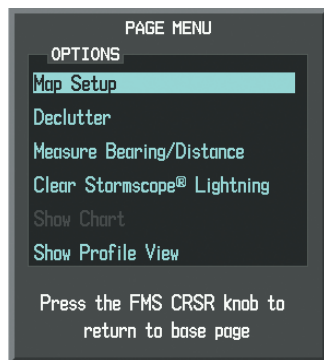 PAGE MENU
OPTIONS
Map Setup
Declutter
Measure Bearing/Distance
Clear Stormscope® Lightning
Show Chart
Show Profile View
Press the FMS CRSR knob to
return to base page